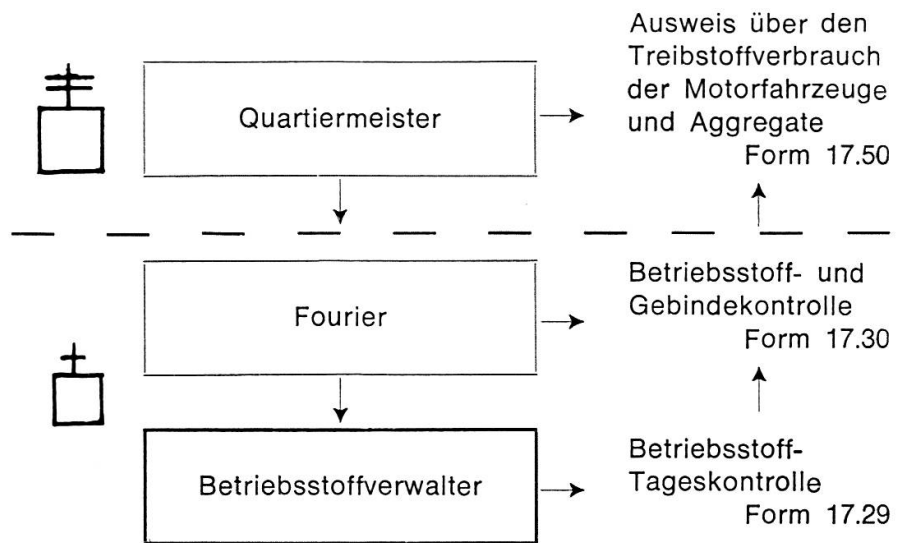 Quartiermeister
Ausweis über den
Treibstoffverbrauch
der Motorfahrzeuge
und Aggregate
Form 17.50
Fourier
Betriebsstoff- und
Gebindekontrolle
Form 17.30
Betriebsstoffverwalter
Betriebsstoff-
Tageskontrolle
Form 17.29